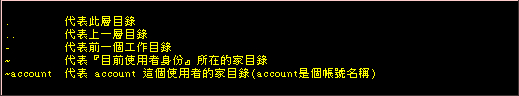 .        代表此層目錄
..       代表上一層目錄
-        代表前一個工作目錄
~        代表『目前使用者身份』所在的家目錄
~account 代表 account 這個使用者的家目錄(account是個帳號名稱)